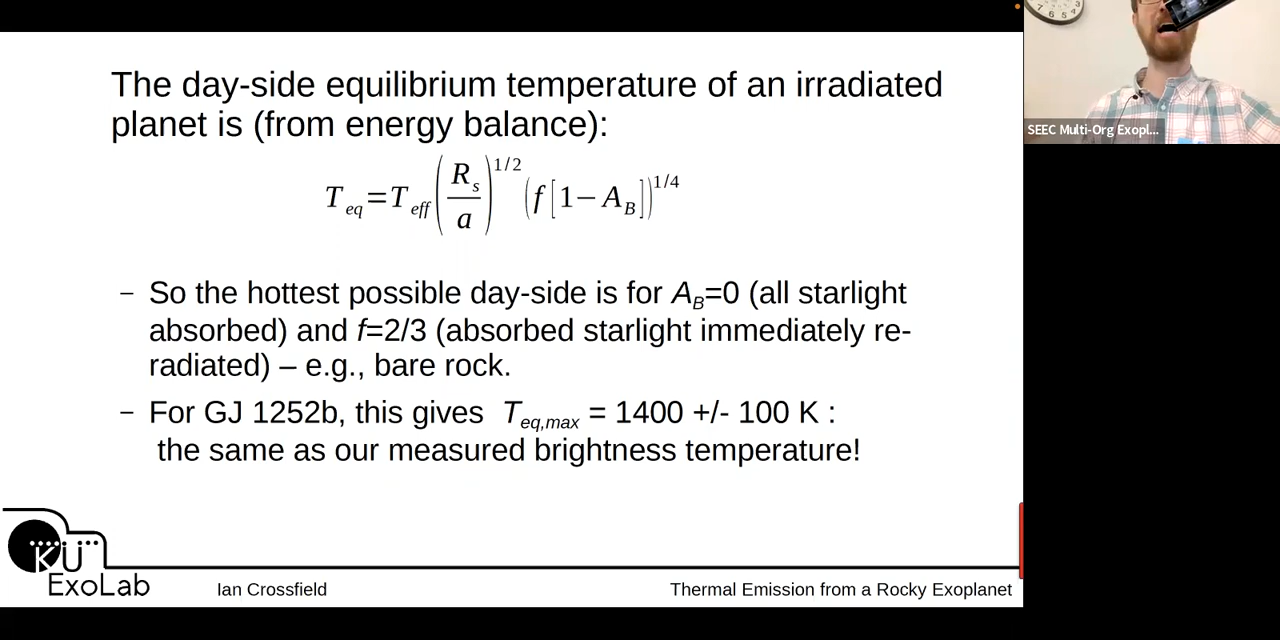 The day-side equilibrium temperature of an irradiated
planet is (from energy balance):
T_eq=T_eff(R_s/a)^1/2(f[1−A_B])^1/4
– So the hottest possible day-side is for A_B=0 (all starlight
absorbed) and f=2/3 (absorbed starlight immediately re-
radiated) – e.g., bare rock.
– For GJ 1252b, this gives T_eq,max = 1400 +/- 100 K :
the same as our measured brightness temperature!
KU
ExoLab
Ian Crossfield
Thermal Emission from a Rocky Exoplanet
SEEC Multi-Org Exopl...